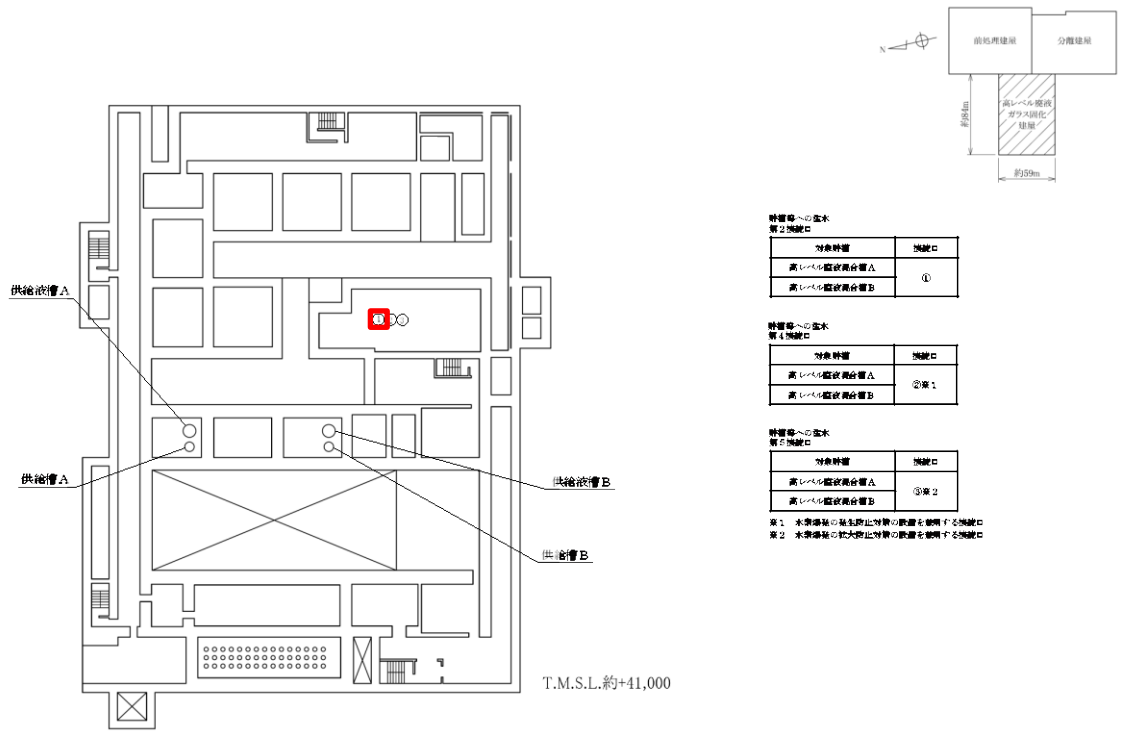 前処理建屋
分離建屋
N
高レベル廃液
ガラス固化
建屋
約84m
約59m
貯槽等への注水
第2接続口
対象貯槽
接続口
高レベル廃液混合槽A
①
高レベル廃液混合槽B
供給液槽A
①
②
③
貯槽等への注水
第4接続口
対象貯槽
接続口
高レベル廃液混合槽A
②※1
高レベル廃液混合槽B
貯槽等への注水
第5接続口
対象貯槽
接続口
高レベル廃液混合槽A
③※2
高レベル廃液混合槽B
供給槽A
供給液槽B
※1 水素爆発の発生防止対策の設備を兼用する接続口
※2 水素爆発の拡大防止対策の設備を兼用する接続口
供給槽B
T.M.S.L.約+41,000